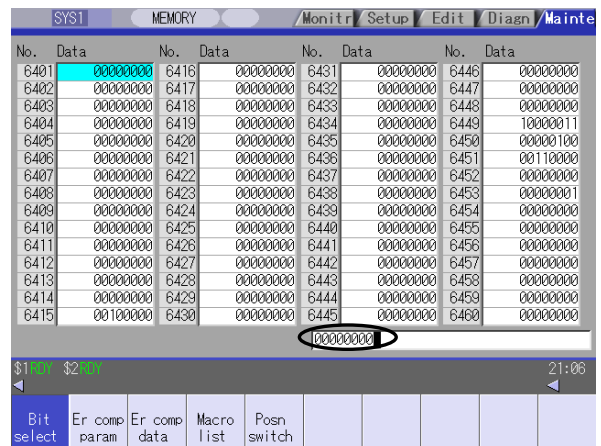 SYS1 MEMORY Monitr Setup Edit Diagn Mainte
No. Data No. Data No. Data No. Data
6401 00000000 6416 00000000 6431 00000000 6446 00000000
6402 00000000 6417 00000000 6432 00000000 6447 00000000
6403 00000000 6418 00000000 6433 00000000 6448 00000000
6404 00000000 6419 00000000 6434 00000000 6449 10000011
6405 00000000 6420 00000000 6435 00000000 6450 00000100
6406 00000000 6421 00000000 6436 00000000 6451 00110000
6407 00000000 6422 00000000 6437 00000000 6452 00000000
6408 00000000 6423 00000000 6438 00000000 6453 00000001
6409 00000000 6424 00000000 6439 00000000 6454 00000000
6410 00000000 6425 00000000 6440 00000000 6455 00000000
6411 00000000 6426 00000000 6441 00000000 6456 00000000
6412 00000000 6427 00000000 6442 00000000 6457 00000000
6413 00000000 6428 00000000 6443 00000000 6458 00000000
6414 00000000 6429 00000000 6444 00000000 6459 00000000
6415 00100000 6430 00000000 6445 00000000 6460 00000000
00000000
$1RDY $2RDY 21:06
Bit Er comp Er comp Macro Posn
select param data list switch